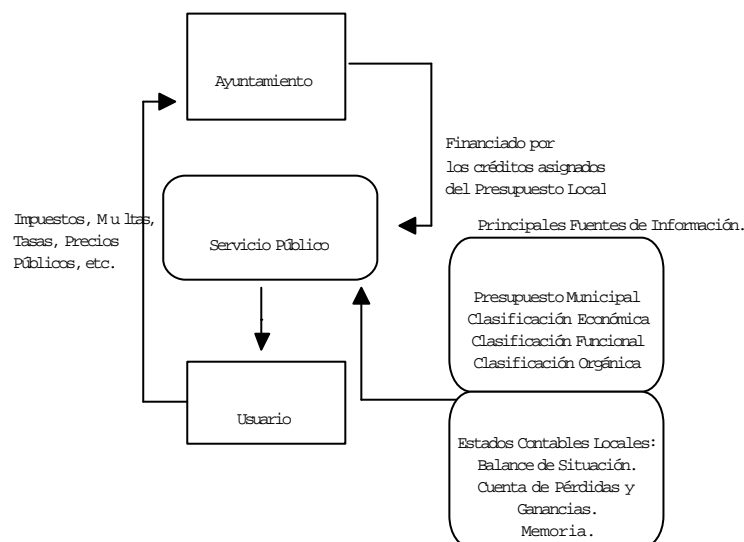 Ayuntamiento
Financiado por
los créditos asignados
del Presupuesto Local
Impuestos, Multas,
Tasas, Precios
Públicos, etc.
Servicio Público
Principales Fuentes de Información.
Presupuesto Municipal
Clasificación Económica
Clasificación Funcional
Clasificación Orgánica
Usuario
Estados Contables Locales:
Balance de Situación.
Cuenta de Pérdidas y
Ganancias.
Memoria.